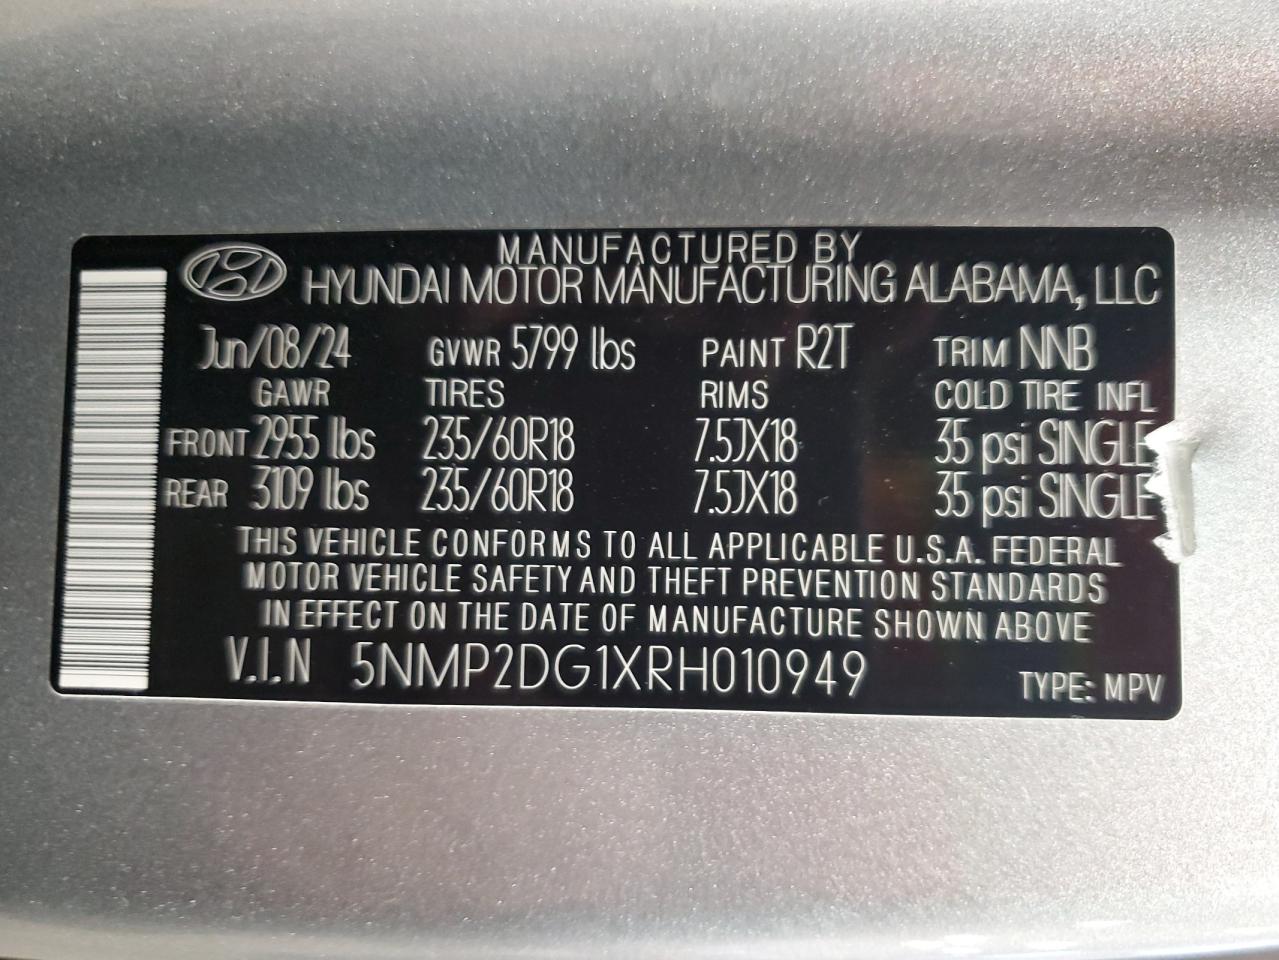 MANUFACTURED BY
HYUNDAI MOTOR MANUFACTURING ALABAMA, LLC
Jun/08/24 GVWR 5799 lbs PAINT R2T TRIM NNB
GAWR TIRES RIMS COLD TIRE INFL
FRONT 2955 lbs 235/60R18 7.5JX18 35 psi SINGLE
REAR 3109 lbs 235/60R18 7.5JX18 35 psi SINGLE
THIS VEHICLE CONFORMS TO ALL APPLICABLE U.S.A. FEDERAL
MOTOR VEHICLE SAFETY AND THEFT PREVENTION STANDARDS
IN EFFECT ON THE DATE OF MANUFACTURE SHOWN ABOVE
V.I.N 5NMP2DG1XRH010949 TYPE: MPV